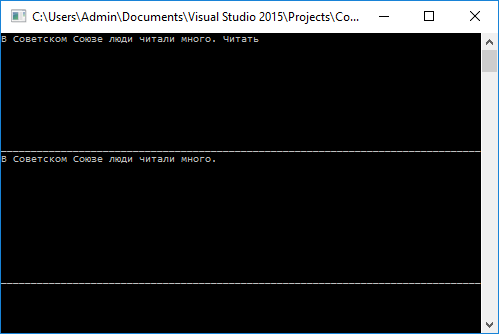 C:\Users\Admin\Documents\Visual Studio 2015\Projects\Co...
В Советском Союзе люди читали много. Читать
В Советском Союзе люди читали много.